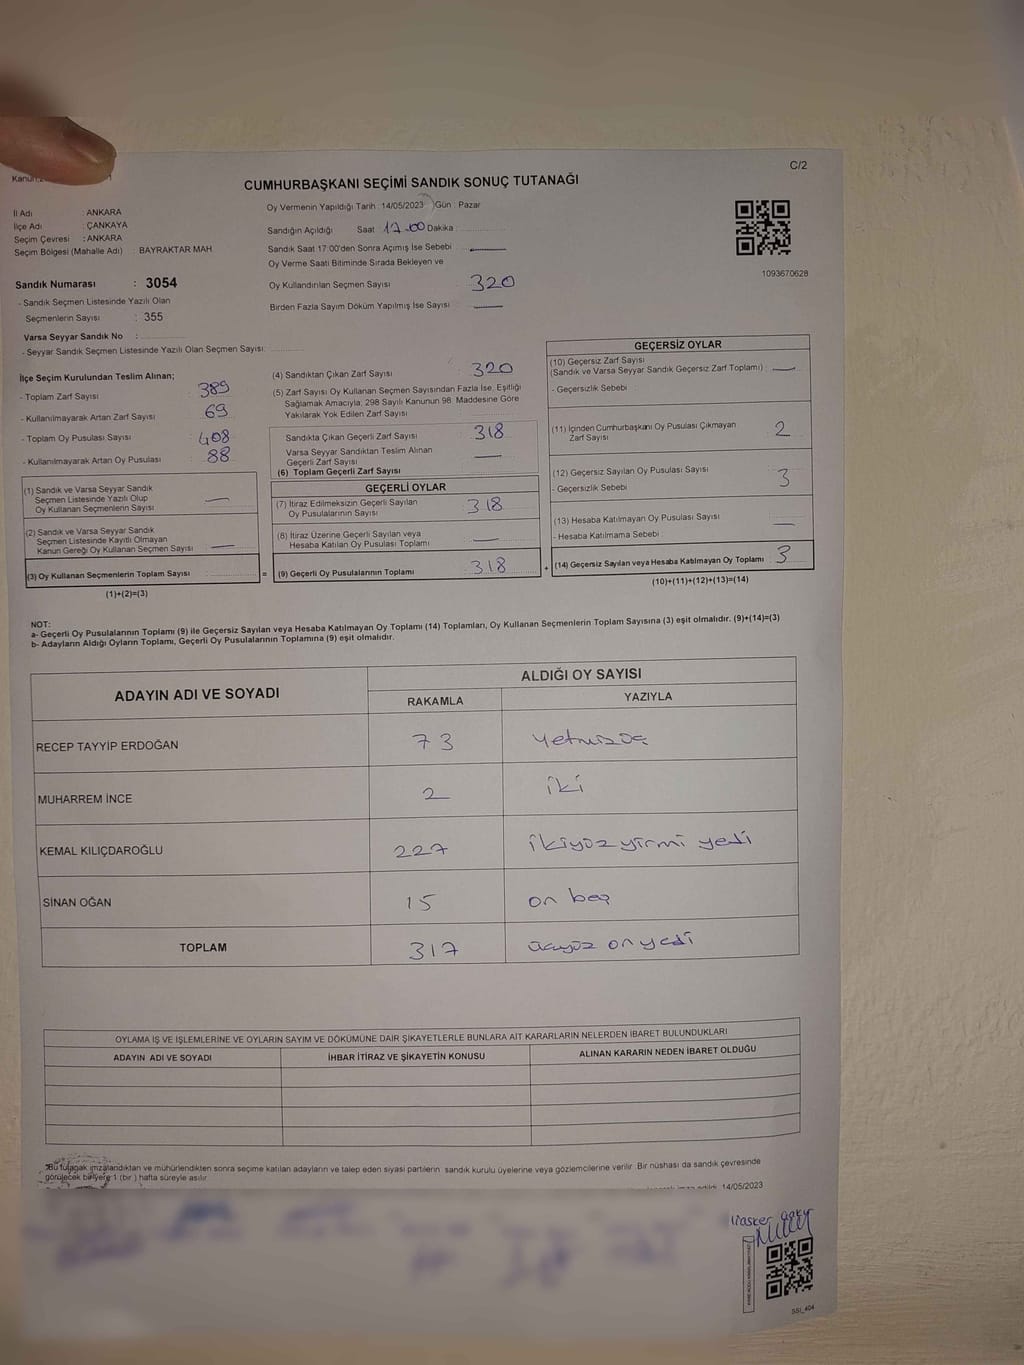 C/2
CUMHURBAŞKANI SEÇİMİ SANDIK SONUÇ TUTANAĞI
İl Adı : ANKARA
İlçe Adı : ÇANKAYA
Seçim Çevresi : ANKARA
Seçim Bölgesi (Mahalle Adı) : BAYRAKTAR MAH.
Sandık Numarası : 3054
- Sandık Seçmen Listesinde Yazılı Olan
Seçmenlerin Sayısı : 355
Varsa Seyyar Sandık No :
- Seyyar Sandık Seçmen Listesinde Yazılı Olan Seçmen Sayısı:
Oy Vermenin Yapıldığı Tarih : 14/05/2023 Gün : Pazar
Sandığın Açıldığı Saat 17.00 Dakika :
Sandık Saat 17:00'den Sonra Açılmış İse Sebebi : —
Oy Verme Saati Bitiminde Sırada Bekleyen ve
Oy Kullandırılan Seçmen Sayısı 320
Birden Fazla Sayım Döküm Yapılmış İse Sayısı : —
1093670628
İlçe Seçim Kurulundan Teslim Alınan;
- Toplam Zarf Sayısı : 389
- Kullanılmayarak Artan Zarf Sayısı : 69
- Toplam Oy Pusulası Sayısı : 408
- Kullanılmayarak Artan Oy Pusulası : 88
(1) Sandık ve Varsa Seyyar Sandık
Seçmen Listesinde Yazılı Olup
Oy Kullanan Seçmenlerin Sayısı —
(2) Sandık ve Varsa Seyyar Sandık
Seçmen Listesinde Kayıtlı Olmayan
Kanun Gereği Oy Kullanan Seçmen Sayısı —
(3) Oy Kullanan Seçmenlerin Toplam Sayısı
=
(1)+(2)=(3)
(4) Sandıktan Çıkan Zarf Sayısı : 320
(5) Zarf Sayısı Oy Kullanan Seçmen Sayısından Fazla İse, Eşitliği
Sağlamak Amacıyla; 298 Sayılı Kanunun 98. Maddesine Göre
Yakılarak Yok Edilen Zarf Sayısı :
Sandıkta Çıkan Geçerli Zarf Sayısı : 318
Varsa Seyyar Sandıktan Teslim Alınan
Geçerli Zarf Sayısı : —
(6) Toplam Geçerli Zarf Sayısı
GEÇERLİ OYLAR
(7) İtiraz Edilmeksizin Geçerli Sayılan
Oy Pusulalarının Sayısı 318
(8) İtiraz Üzerine Geçerli Sayılan veya
Hesaba Katılan Oy Pusulası Toplamı —
(9) Geçerli Oy Pusulalarının Toplamı 318
+
GEÇERSİZ OYLAR
(10) Geçersiz Zarf Sayısı
(Sandık ve Varsa Seyyar Sandık Geçersiz Zarf Toplamı) : —
- Geçersizlik Sebebi :
(11) İçinden Cumhurbaşkanı Oy Pusulası Çıkmayan
Zarf Sayısı 2
(12) Geçersiz Sayılan Oy Pusulası Sayısı : 3
- Geçersizlik Sebebi :
(13) Hesaba Katılmayan Oy Pusulası Sayısı : —
- Hesaba Katılmama Sebebi :
(14) Geçersiz Sayılan veya Hesaba Katılmayan Oy Toplamı 3
(10)+(11)+(12)+(13)=(14)
NOT:
a- Geçerli Oy Pusulalarının Toplamı (9) ile Geçersiz Sayılan veya Hesaba Katılmayan Oy Toplamı (14) Toplamları, Oy Kullanan Seçmenlerin Toplam Sayısına (3) eşit olmalıdır. (9)+(14)=(3)
b- Adayların Aldığı Oyların Toplamı, Geçerli Oy Pusulalarının Toplamına (9) eşit olmalıdır.
ADAYIN ADI VE SOYADI
ALDIĞI OY SAYISI
RAKAMLA YAZIYLA
RECEP TAYYİP ERDOĞAN 73 yetmiş üç
MUHARREM İNCE 2 iki
KEMAL KILIÇDAROĞLU 227 ikiyüz yirmi yedi
SİNAN OĞAN 15 on beş
TOPLAM 317 üçyüz on yedi
OYLAMA İŞ VE İŞLEMLERİNE VE OYLARIN SAYIM VE DÖKÜMÜNE DAİR ŞİKAYETLERLE BUNLARA AİT KARARLARIN NELERDEN İBARET BULUNDUKLARI
ADAYIN ADI VE SOYADI İHBAR İTİRAZ VE ŞİKAYETİN KONUSU ALINAN KARARIN NEDEN İBARET OLDUĞU
*Bu tutanak imzalandıktan ve mühürlendikten sonra seçime katılan adayların ve talep eden siyasi partilerin sandık kurulu üyelerine veya gözlemcilerine verilir. Bir nüshası da sandık çevresinde
görülecek bir yere 1 (bir) hafta süreyle asılır.
14/05/2023
SSI_404